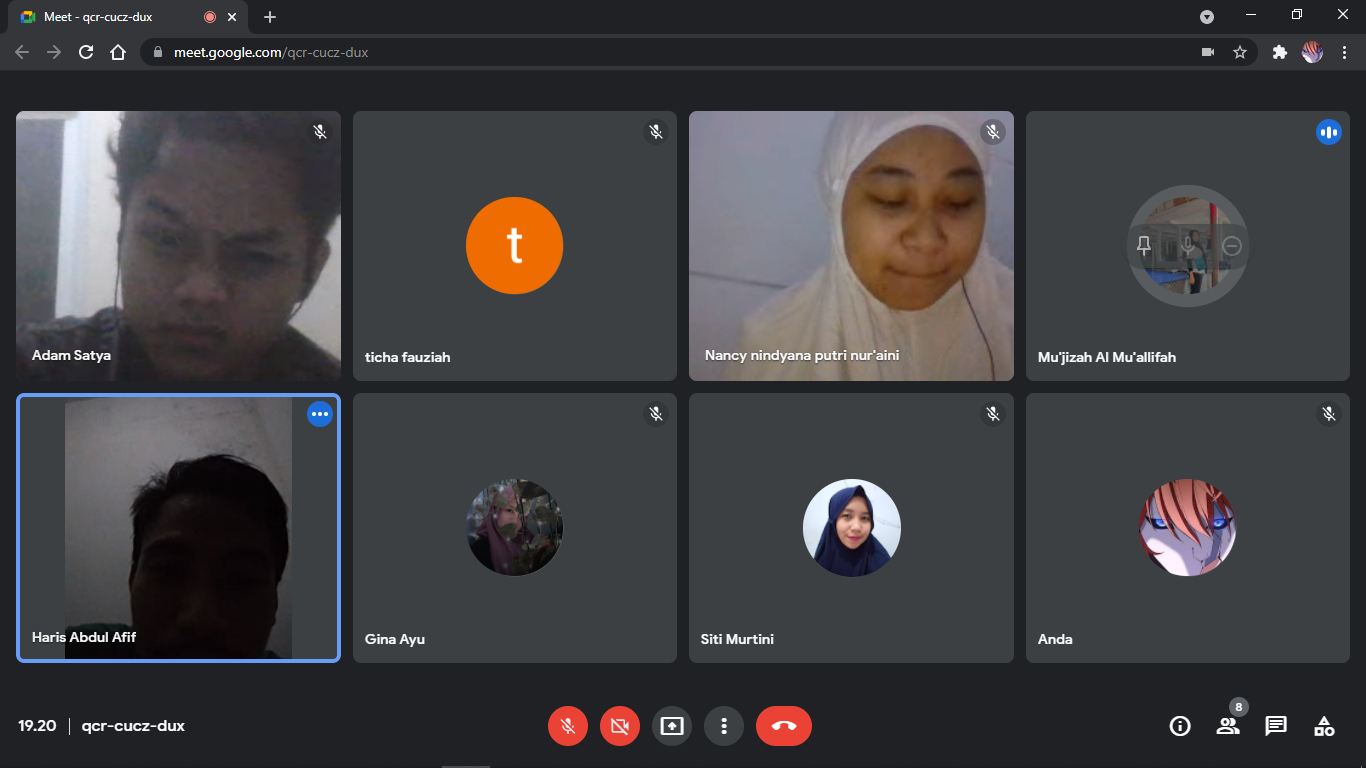 Meet - qcr-cucz-dux
meet.google.com/qcr-cucz-dux
Adam Satya
t
ticha fauziah
Nancy nindyana putri nur'aini
Mu'jizah Al Mu'allifah
Haris Abdul Afif
Gina Ayu
Siti Murtini
Anda
19.20 | qcr-cucz-dux
8